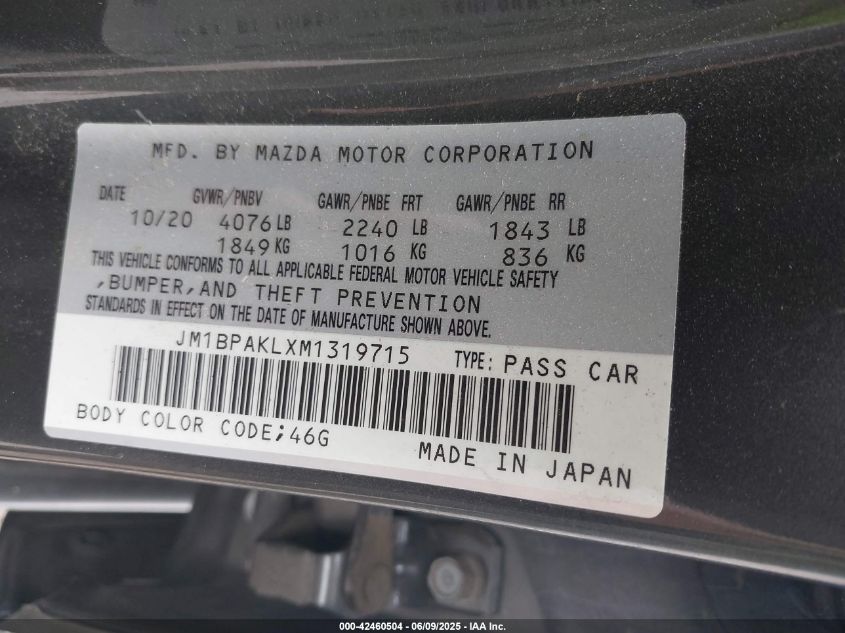 MFD. BY MAZDA MOTOR CORPORATION
DATE GVWR/PNBV GAWR/PNBE FRT GAWR/PNBE RR
10/20 4076 LB 2240 LB 1843 LB
1849 KG 1016 KG 836 KG
THIS VEHICLE CONFORMS TO ALL APPLICABLE FEDERAL MOTOR VEHICLE SAFETY
,BUMPER,AND THEFT PREVENTION
STANDARDS IN EFFECT ON THE DATE OF MANUFACTURE SHOWN ABOVE.
JM1BPAKLXM1319715 TYPE: PASS CAR
BODY COLOR CODE;46G
MADE IN JAPAN
000-42460504 | 06/09/2025 - IAA Inc.